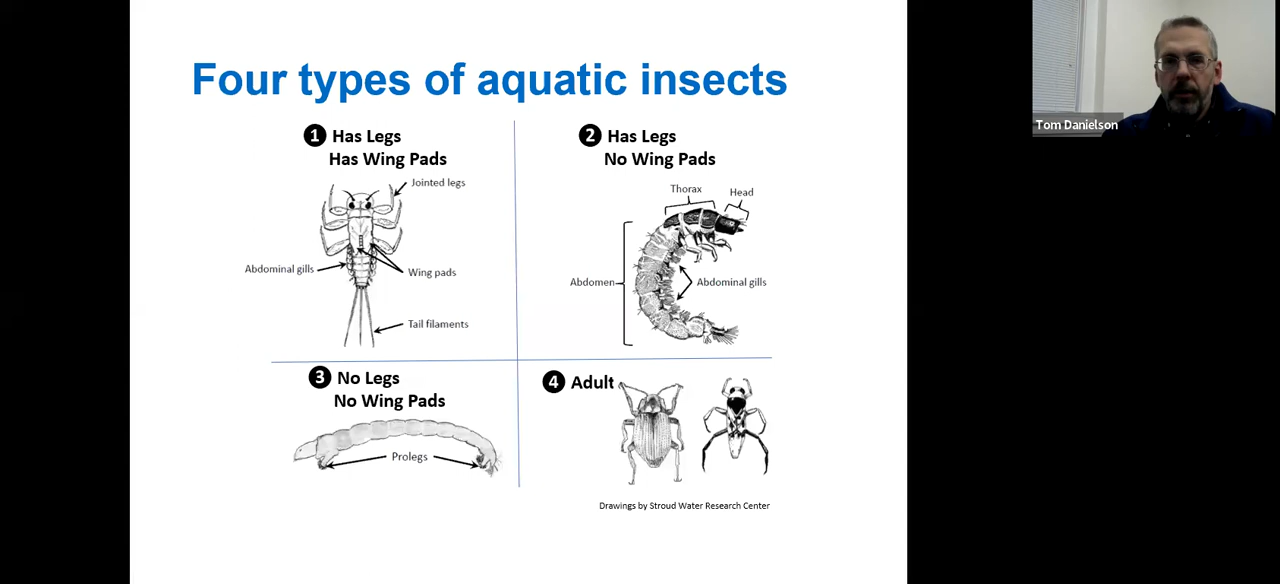 Four types of aquatic insects
Tom Danielson
1 Has Legs
Has Wing Pads
Jointed legs
Abdominal gills
Wing pads
Tail filaments
2 Has Legs
No Wing Pads
Thorax
Head
Abdomen
Abdominal gills
3 No Legs
No Wing Pads
Prolegs
4 Adult
Drawings by Stroud Water Research Center